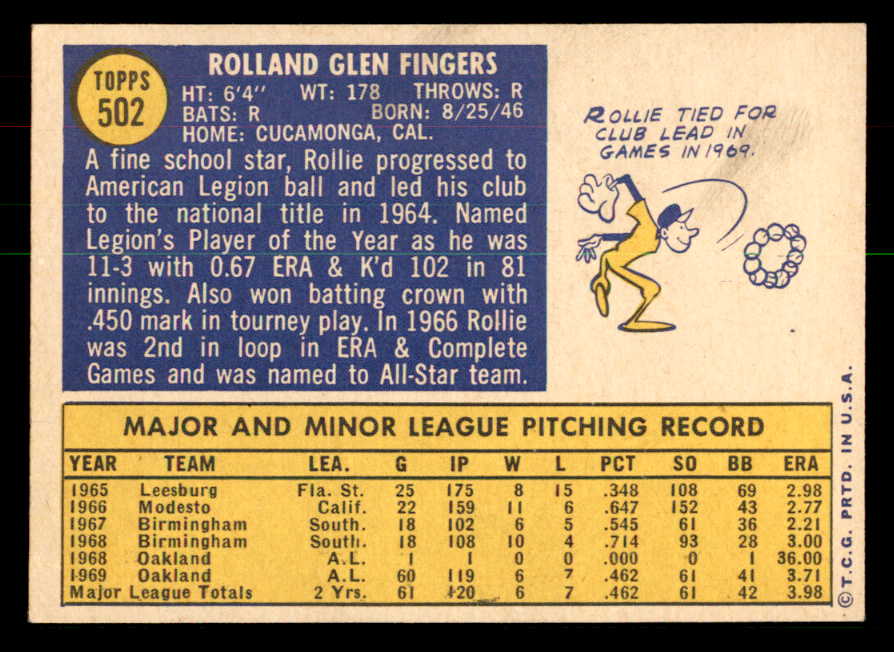 TOPPS
502
ROLLAND GLEN FINGERS
HT: 6'4" WT: 178 THROWS: R
BATS: R BORN: 8/25/46
HOME: CUCAMONGA, CAL.
A fine school star, Rollie progressed to
American Legion ball and led his club
to the national title in 1964. Named
Legion's Player of the Year as he was
11-3 with 0.67 ERA & K'd 102 in 81
innings. Also won batting crown with
.450 mark in tourney play. In 1966 Rollie
was 2nd in loop in ERA & Complete
Games and was named to All-Star team.
ROLLIE TIED FOR
CLUB LEAD IN
GAMES IN 1969.
MAJOR AND MINOR LEAGUE PITCHING RECORD
YEAR TEAM LEA. G IP W L PCT SO BB ERA
1965 Leesburg Fla. St. 25 175 8 15 .348 108 69 2.98
1966 Modesto Calif. 22 159 11 6 .647 152 43 2.77
1967 Birmingham South. 18 102 6 5 .545 61 36 2.21
1968 Birmingham South. 18 108 10 4 .714 93 28 3.00
1968 Oakland A.L. 1 1 0 0 .000 0 1 36.00
1969 Oakland A.L. 60 119 6 7 .462 61 41 3.71
Major League Totals 2 Yrs. 61 120 6 7 .462 61 42 3.98
© T.C.G. PRTD. IN U.S.A.